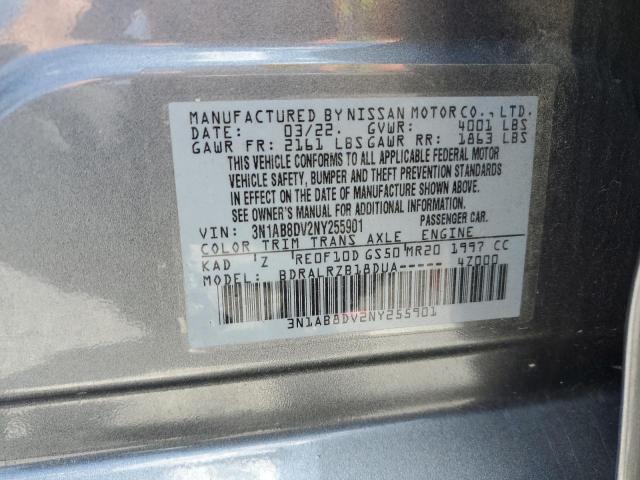 MANUFACTURED BY NISSAN MOTOR CO., LTD.
DATE: 03/22. GVWR: 4001 LBS
GAWR FR: 2161 LBS GAWR RR: 1863 LBS
THIS VEHICLE CONFORMS TO ALL APPLICABLE FEDERAL MOTOR
VEHICLE SAFETY, BUMPER AND THEFT PREVENTION STANDARDS
IN EFFECT ON THE DATE OF MANUFACTURE SHOWN ABOVE.
SEE OWNER'S MANUAL FOR ADDITIONAL INFORMATION.
VIN: 3N1AB8DV2NY255901 PASSENGER CAR.
COLOR TRIM TRANS AXLE ENGINE
KAD Z RE0F10D GS50 MR20 1997 CC
MODEL: BDRALRZB18DUA----- 4Z000
3N1AB8DV2NY255901